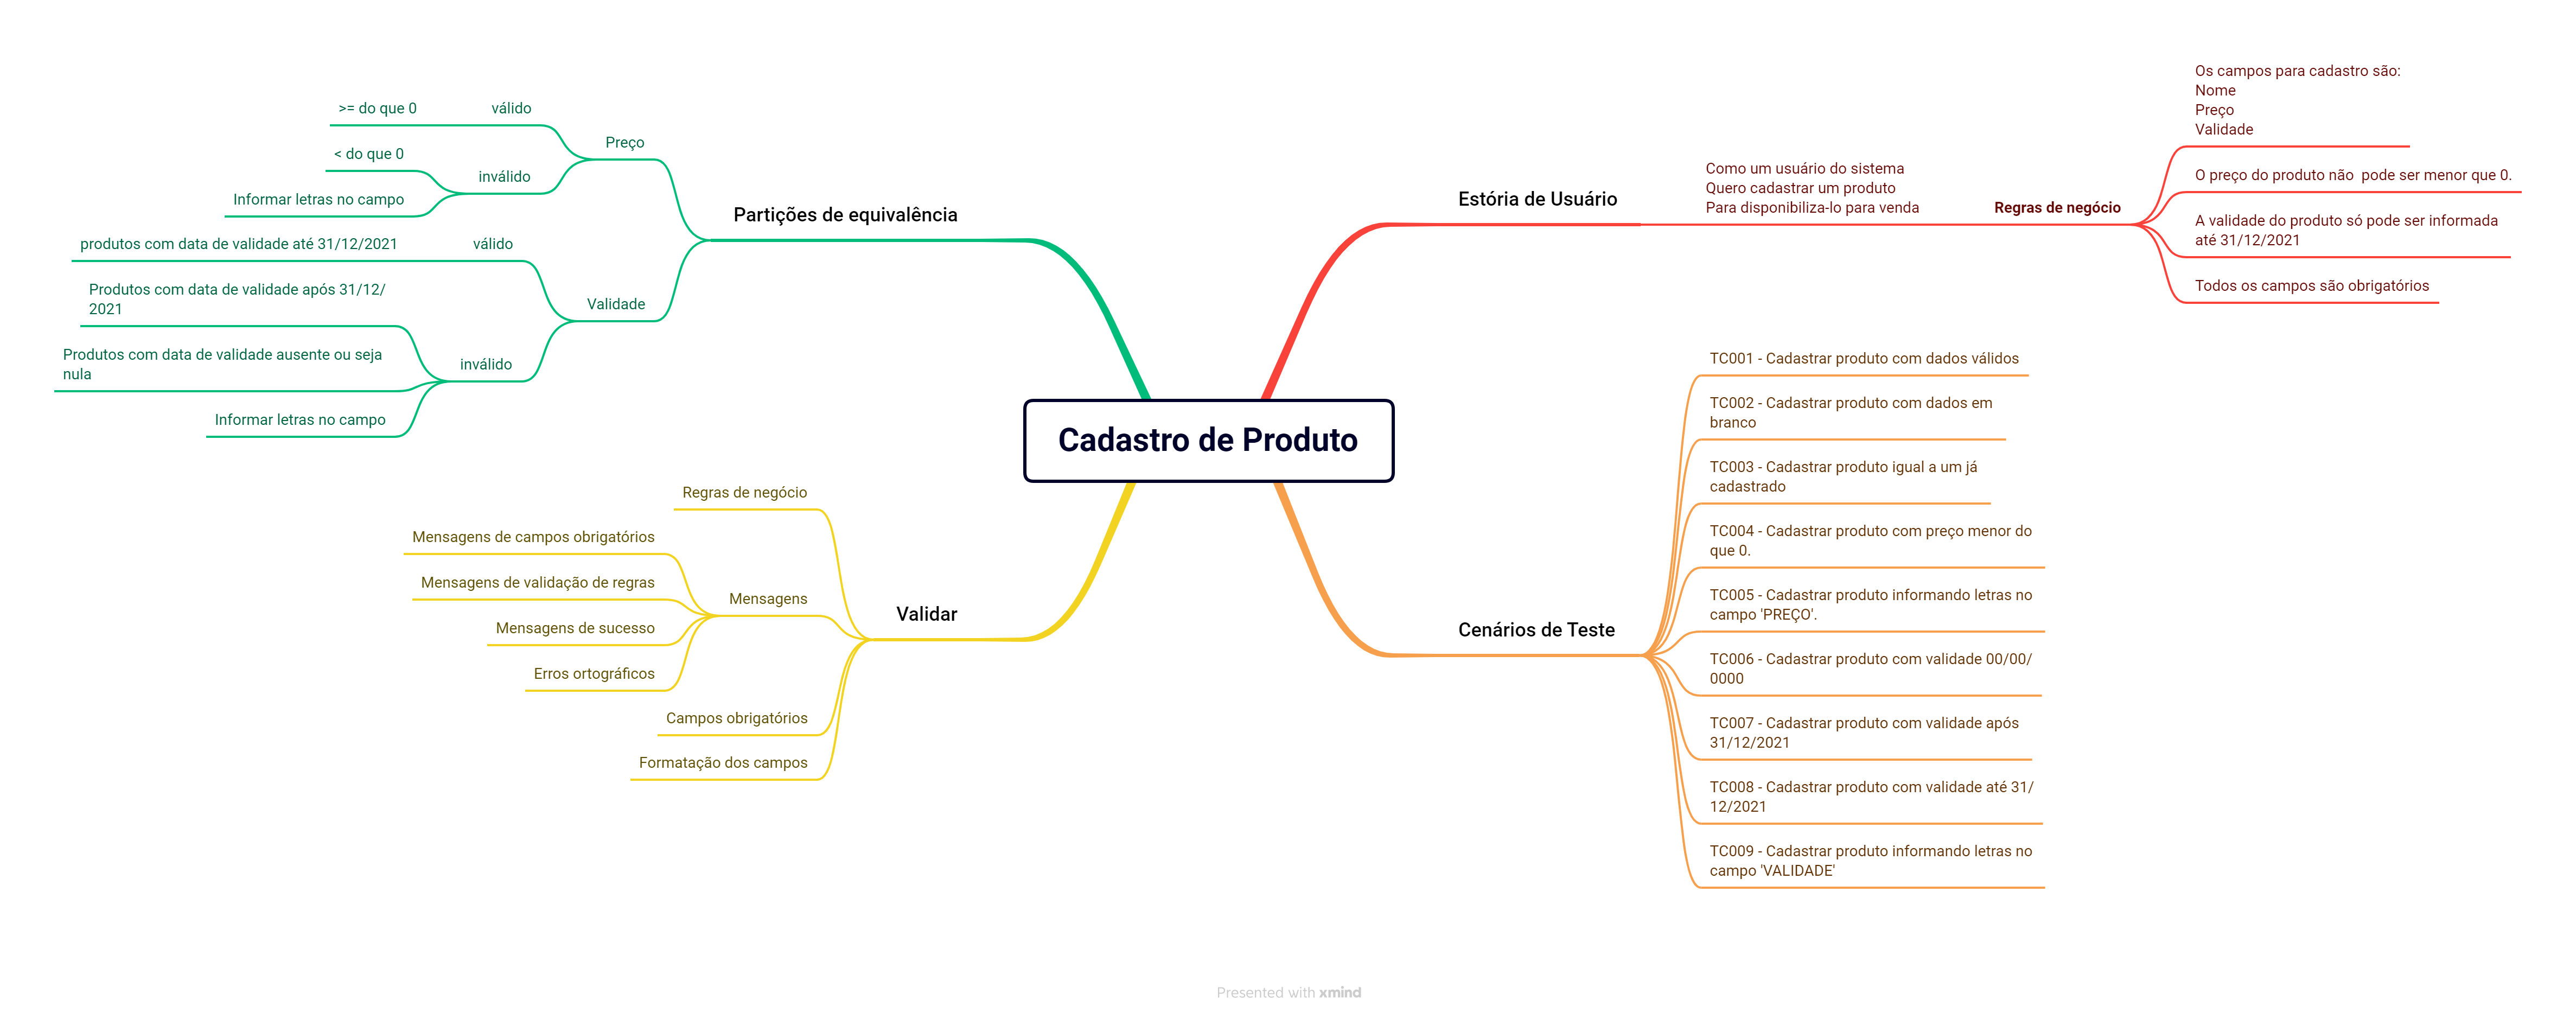 Cadastro de Produto
Partições de equivalência
Preço
válido
>= do que 0
inválido
< do que 0
Informar letras no campo
Validade
válido
produtos com data de validade até 31/12/2021
inválido
Produtos com data de validade após 31/12/
2021
Produtos com data de validade ausente ou seja
nula
Informar letras no campo
Validar
Regras de negócio
Mensagens
Mensagens de campos obrigatórios
Mensagens de validação de regras
Mensagens de sucesso
Erros ortográficos
Campos obrigatórios
Formatação dos campos
Estória de Usuário
Como um usuário do sistema
Quero cadastrar um produto
Para disponibiliza-lo para venda
Regras de negócio
Os campos para cadastro são:
Nome
Preço
Validade
O preço do produto não  pode ser menor que 0.
A validade do produto só pode ser informada
até 31/12/2021
Todos os campos são obrigatórios
Cenários de Teste
TC001 - Cadastrar produto com dados válidos
TC002 - Cadastrar produto com dados em
branco
TC003 - Cadastrar produto igual a um já
cadastrado
TC004 - Cadastrar produto com preço menor do
que 0.
TC005 - Cadastrar produto informando letras no
campo 'PREÇO'.
TC006 - Cadastrar produto com validade 00/00/
0000
TC007 - Cadastrar produto com validade após
31/12/2021
TC008 - Cadastrar produto com validade até 31/
12/2021
TC009 - Cadastrar produto informando letras no
campo 'VALIDADE'
Presented with xmind